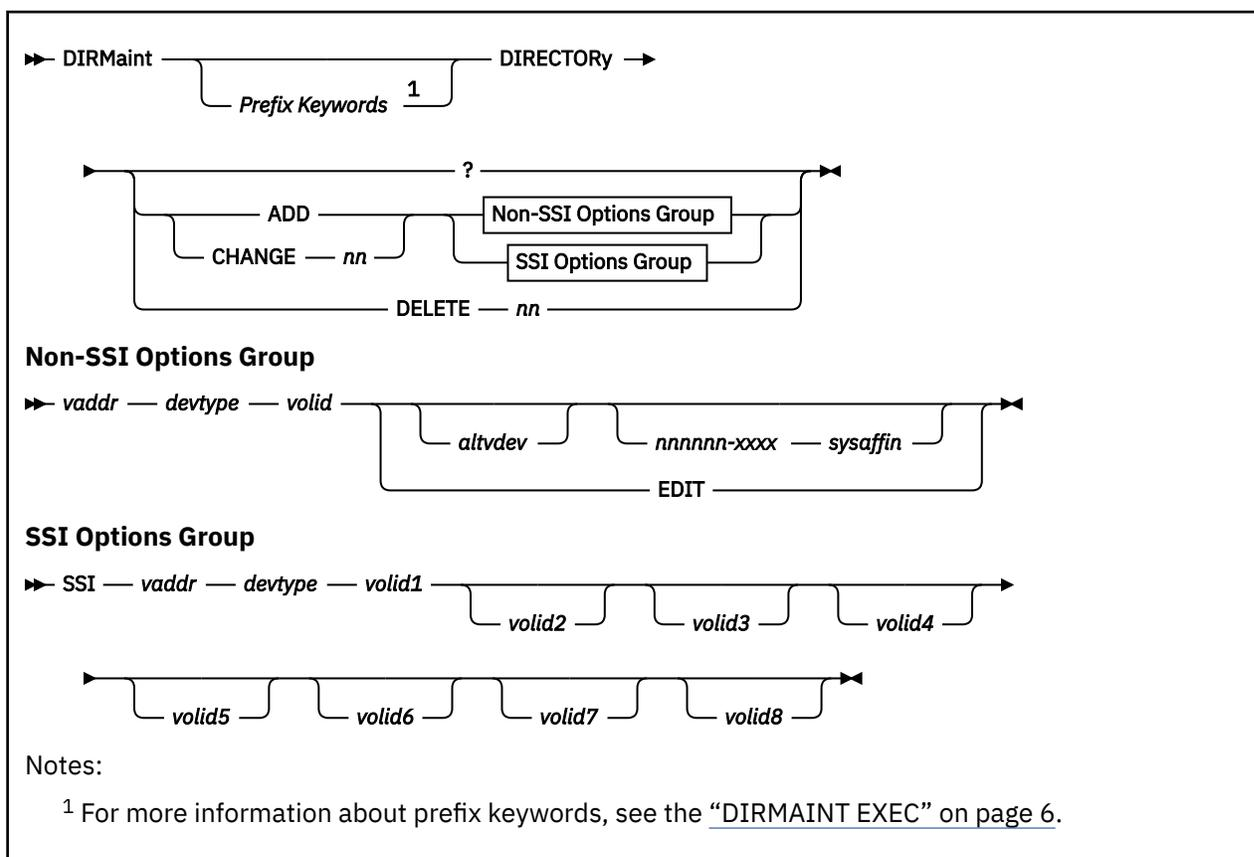 DIRMaint Prefix Keywords 1 DIRECTORy
?
ADD Non-SSI Options Group
CHANGE nn SSI Options Group
DELETE nn
Non-SSI Options Group
vaddr devtype volid altvdev nnnnnn-xxxx sysaffin
EDIT
SSI Options Group
SSI vaddr devtype volid1 volid2 volid3 volid4
volid5 volid6 volid7 volid8
Notes:
1 For more information about prefix keywords, see the “DIRMAINT EXEC” on page 6.